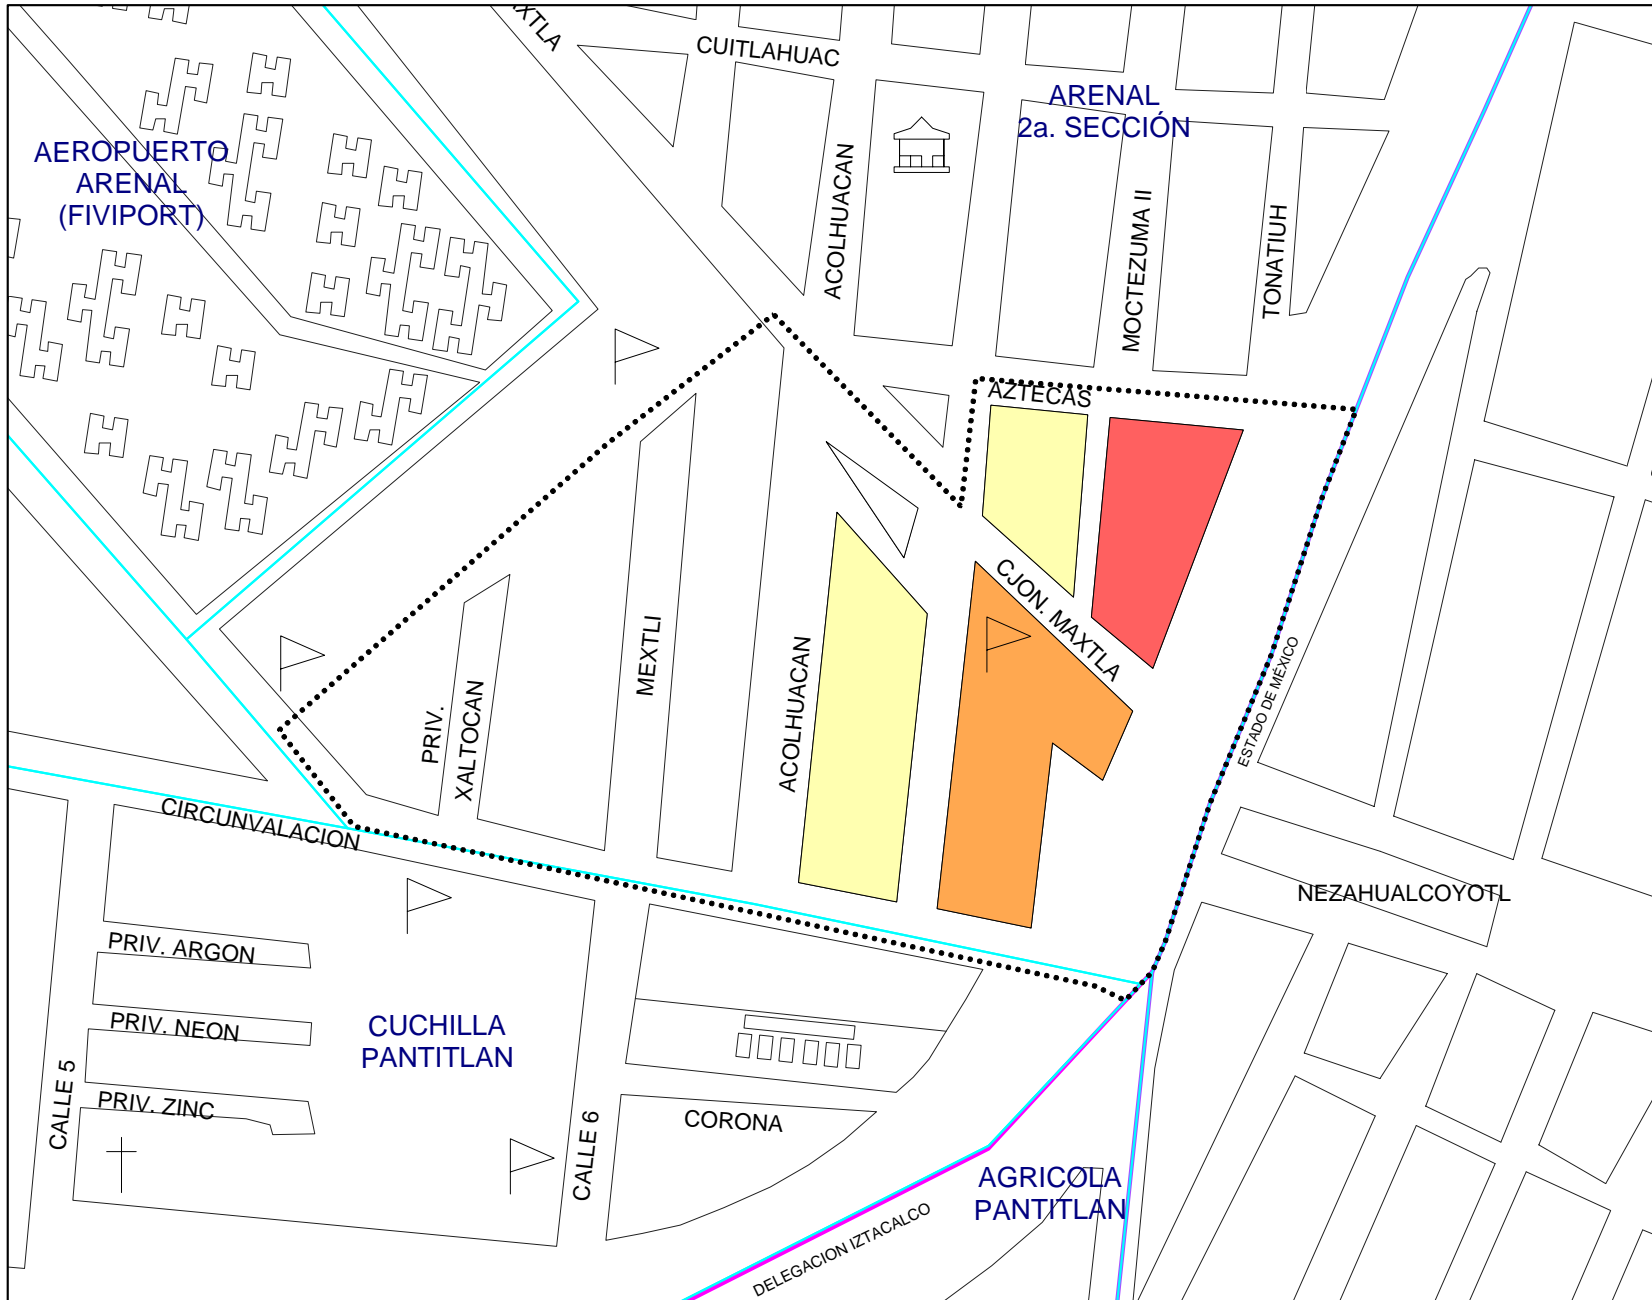 CUITLAHUAC
ARENAL
2a. SECCIÓN
AEROPUERTO
ARENAL
(FIVIPORT)
ACOLHUACAN
MOCTEZUMA II
TONATIUH
AZTECAS
CJON. MAXTLA
MEXTLI
ACOLHUACAN
PRIV.
XALTOCAN
ESTADO DE MÉXICO
CIRCUNVALACION
NEZAHUALCOYOTL
PRIV. ARGON
PRIV. NEON
PRIV. ZINC
CUCHILLA
PANTITLAN
CALLE 5
CALLE 6
CORONA
AGRICOLA
PANTITLAN
DELEGACION IZTACALCO